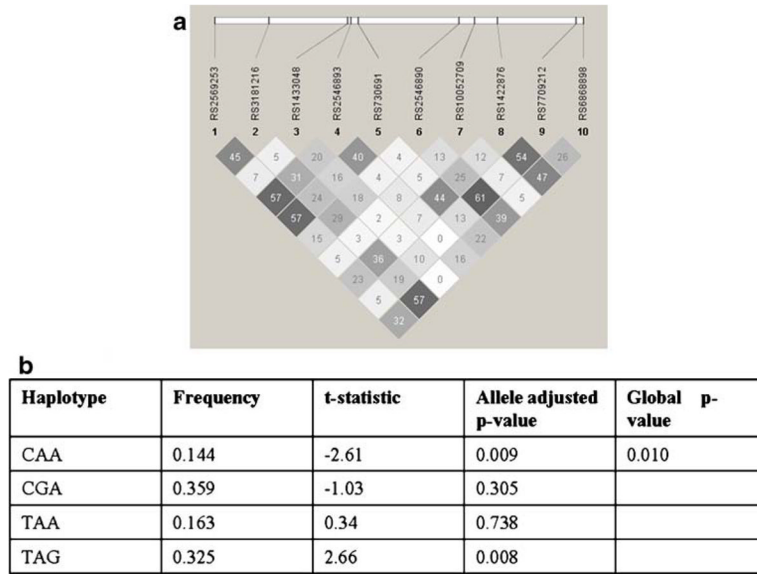 a
RS2569253 RS3181216 RS1433048 RS2546893 RS730691 RS2546890 RS10052709 RS1422876 RS7709212 RS6868898
1 2 3 4 5 6 7 8 9 10
45 5 20 40 4 13 12 54 26
7 31 16 4 5 25 7 47
57 24 18 8 44 61 5
57 29 2 7 13 39
15 3 3 0 22
5 36 10 16
23 19 0
5 57
32
b
Haplotype Frequency t-statistic Allele adjusted p-value Global p-value
CAA 0.144 -2.61 0.009 0.010
CGA 0.359 -1.03 0.305
TAA 0.163 0.34 0.738
TAG 0.325 2.66 0.008